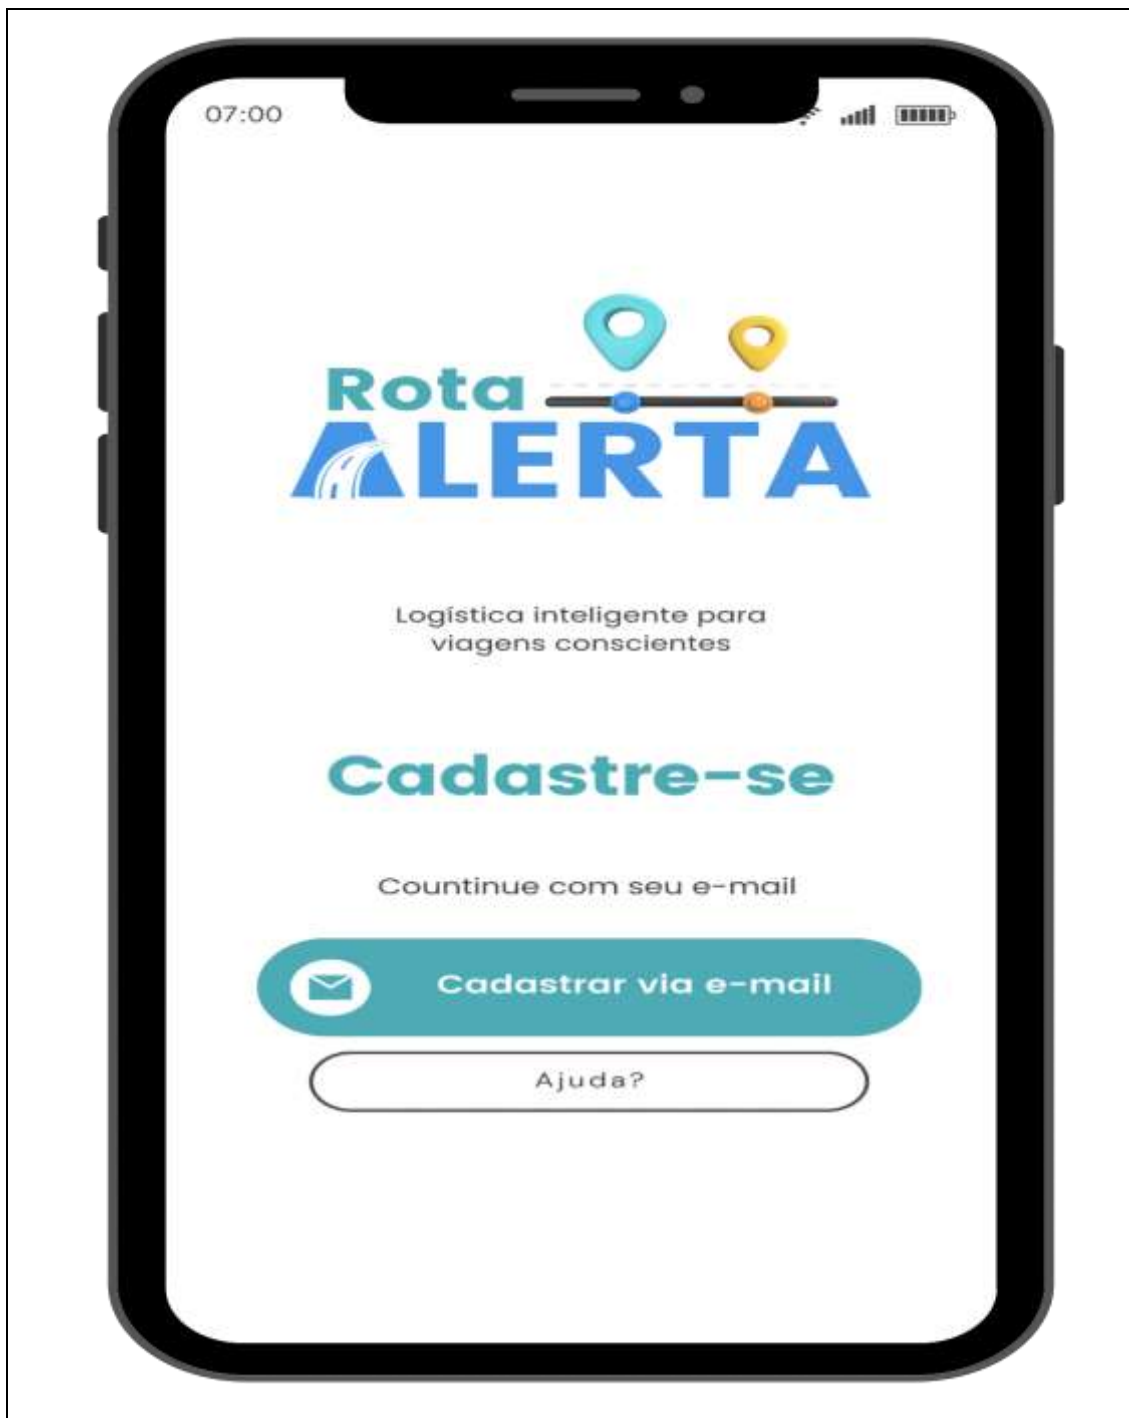 07:00
Rota
ALERTA
Logística inteligente para
viagens conscientes
Cadastre-se
Countinue com seu e-mail
Cadastrar via e-mail
Ajuda?